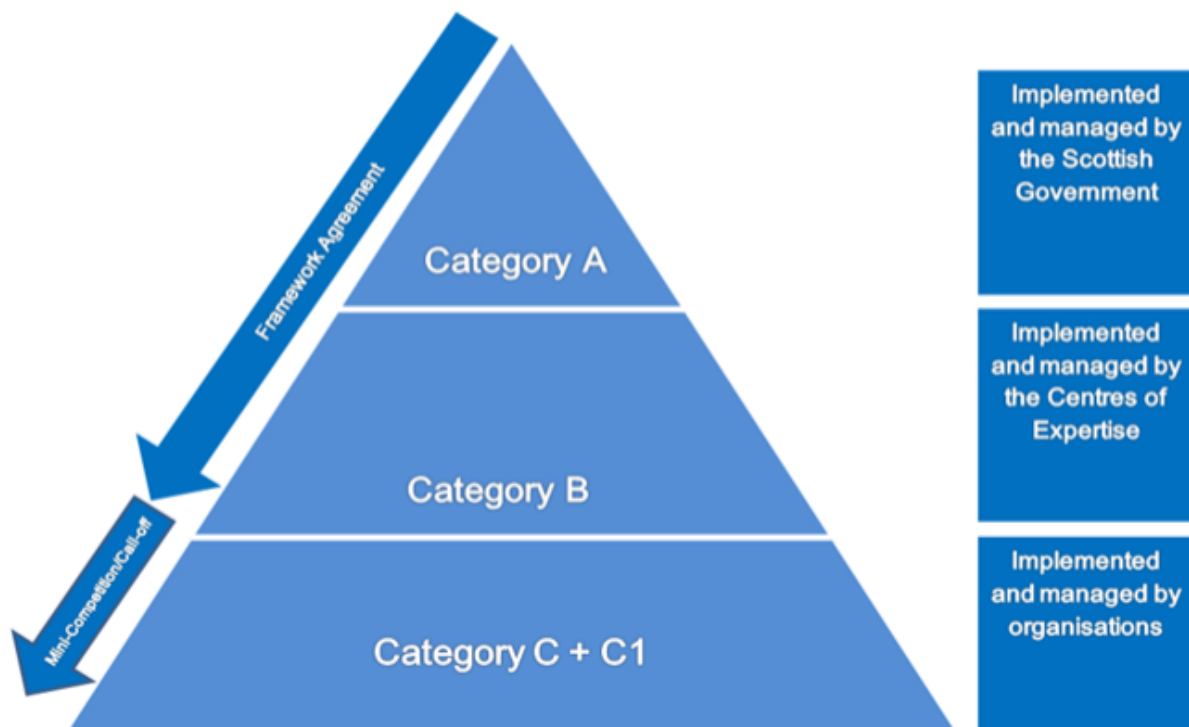 Framework Agreement
Mini-Competition/Call-off
Category A
Category B
Category C + C1
Implemented
and managed by
the Scottish
Government
Implemented
and managed by
the Centres of
Expertise
Implemented
and managed by
organisations